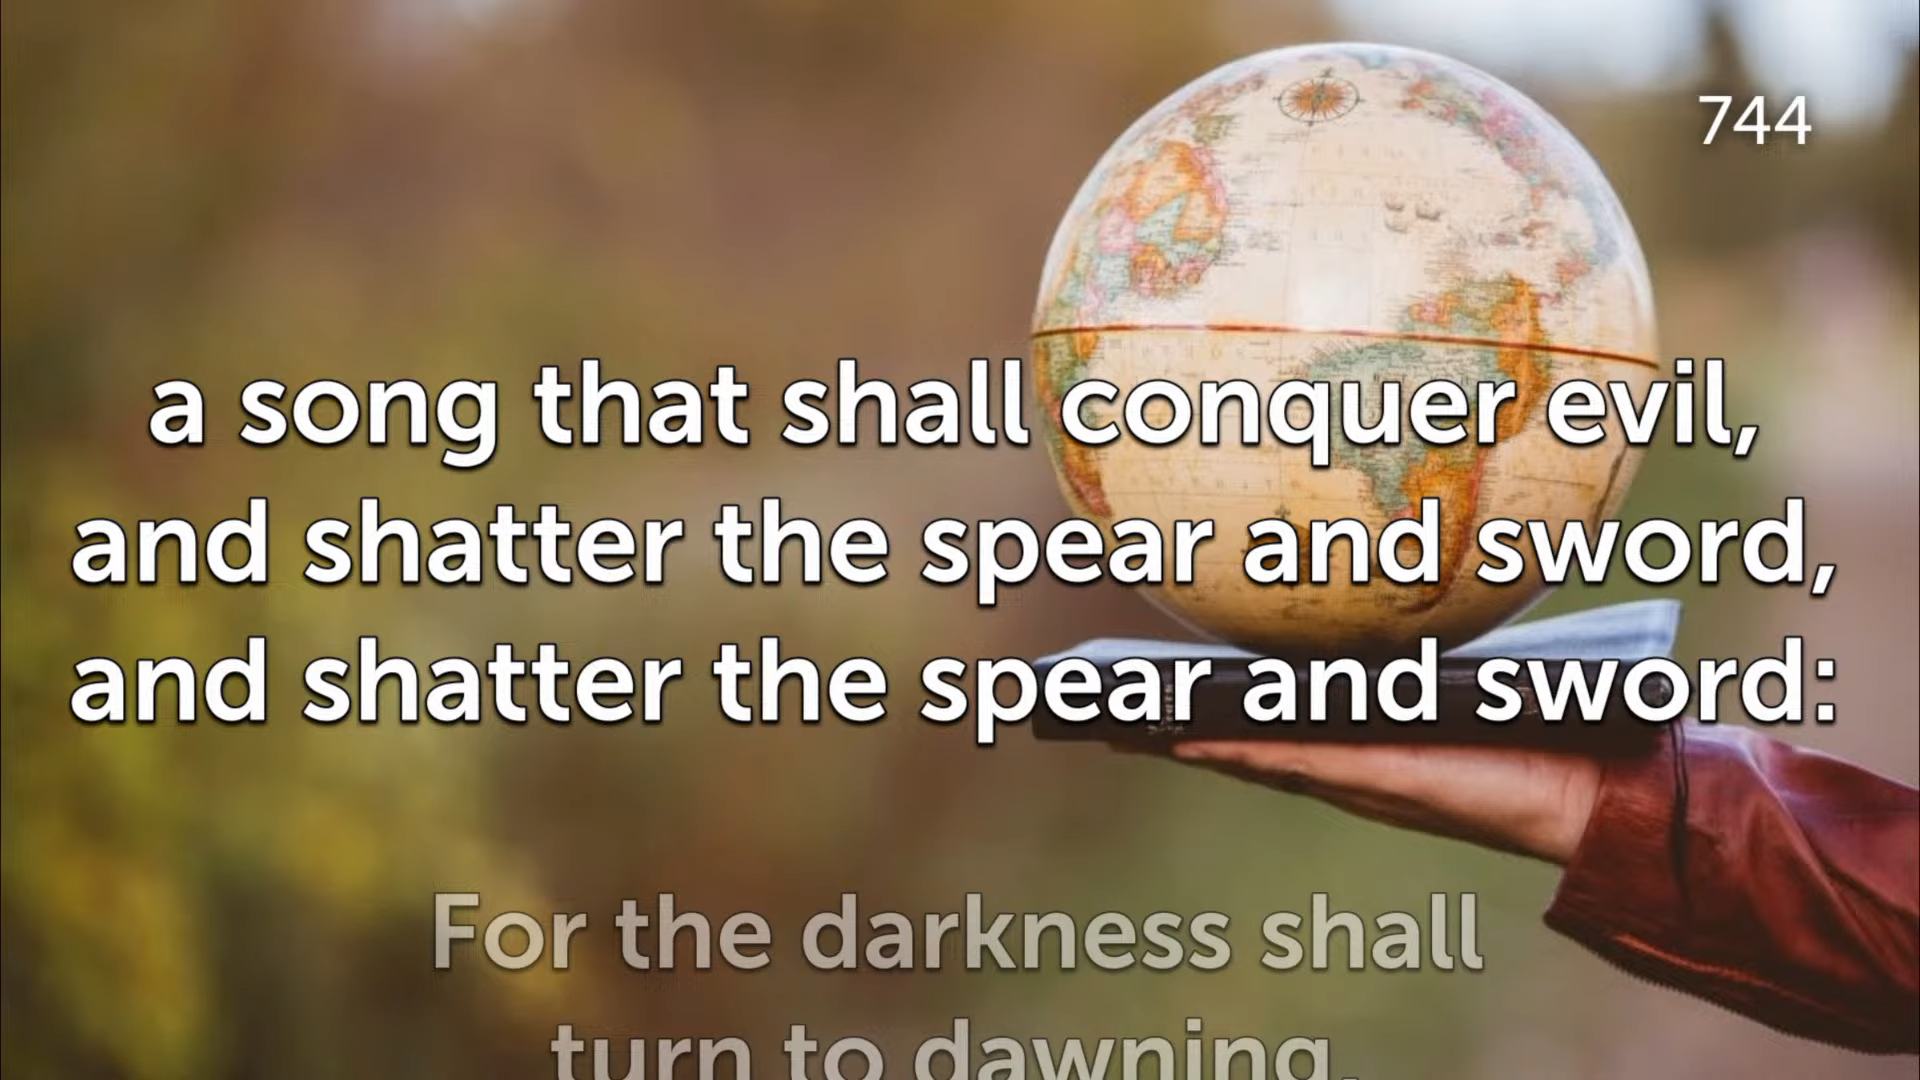 744
a song that shall conquer evil,
and shatter the spear and sword,
and shatter the spear and sword:
For the darkness shall
turn to dawning,